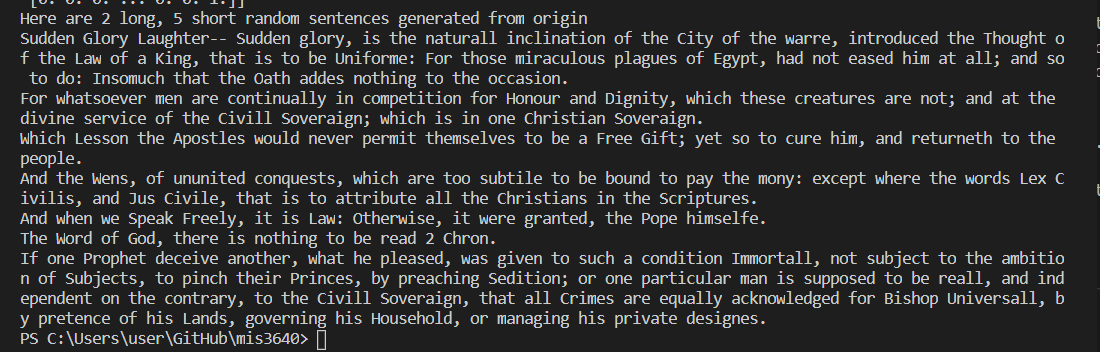 [0. 0. 0. ... 0. 0. 1.]]
Here are 2 long, 5 short random sentences generated from origin
Sudden Glory Laughter-- Sudden glory, is the naturall inclination of the City of the warre, introduced the Thought o
f the Law of a King, that is to be Uniforme: For those miraculous plagues of Egypt, had not eased him at all; and so
 to do: Insomuch that the Oath addes nothing to the occasion.
For whatsoever men are continually in competition for Honour and Dignity, which these creatures are not; and at the
divine service of the Civill Soveraign; which is in one Christian Soveraign.
Which Lesson the Apostles would never permit themselves to be a Free Gift; yet so to cure him, and returneth to the
people.
And the Wens, of ununited conquests, which are too subtile to be bound to pay the mony: except where the words Lex C
ivilis, and Jus Civile, that is to attribute all the Christians in the Scriptures.
And when we Speak Freely, it is Law: Otherwise, it were granted, the Pope himselfe.
The Word of God, there is nothing to be read 2 Chron.
If one Prophet deceive another, what he pleased, was given to such a condition Immortall, not subject to the ambitio
n of Subjects, to pinch their Princes, by preaching Sedition; or one particular man is supposed to be reall, and ind
ependent on the contrary, to the Civill Soveraign, that all Crimes are equally acknowledged for Bishop Universall, b
y pretence of his Lands, governing his Household, or managing his private designes.
PS C:\Users\user\GitHub\mis3640>